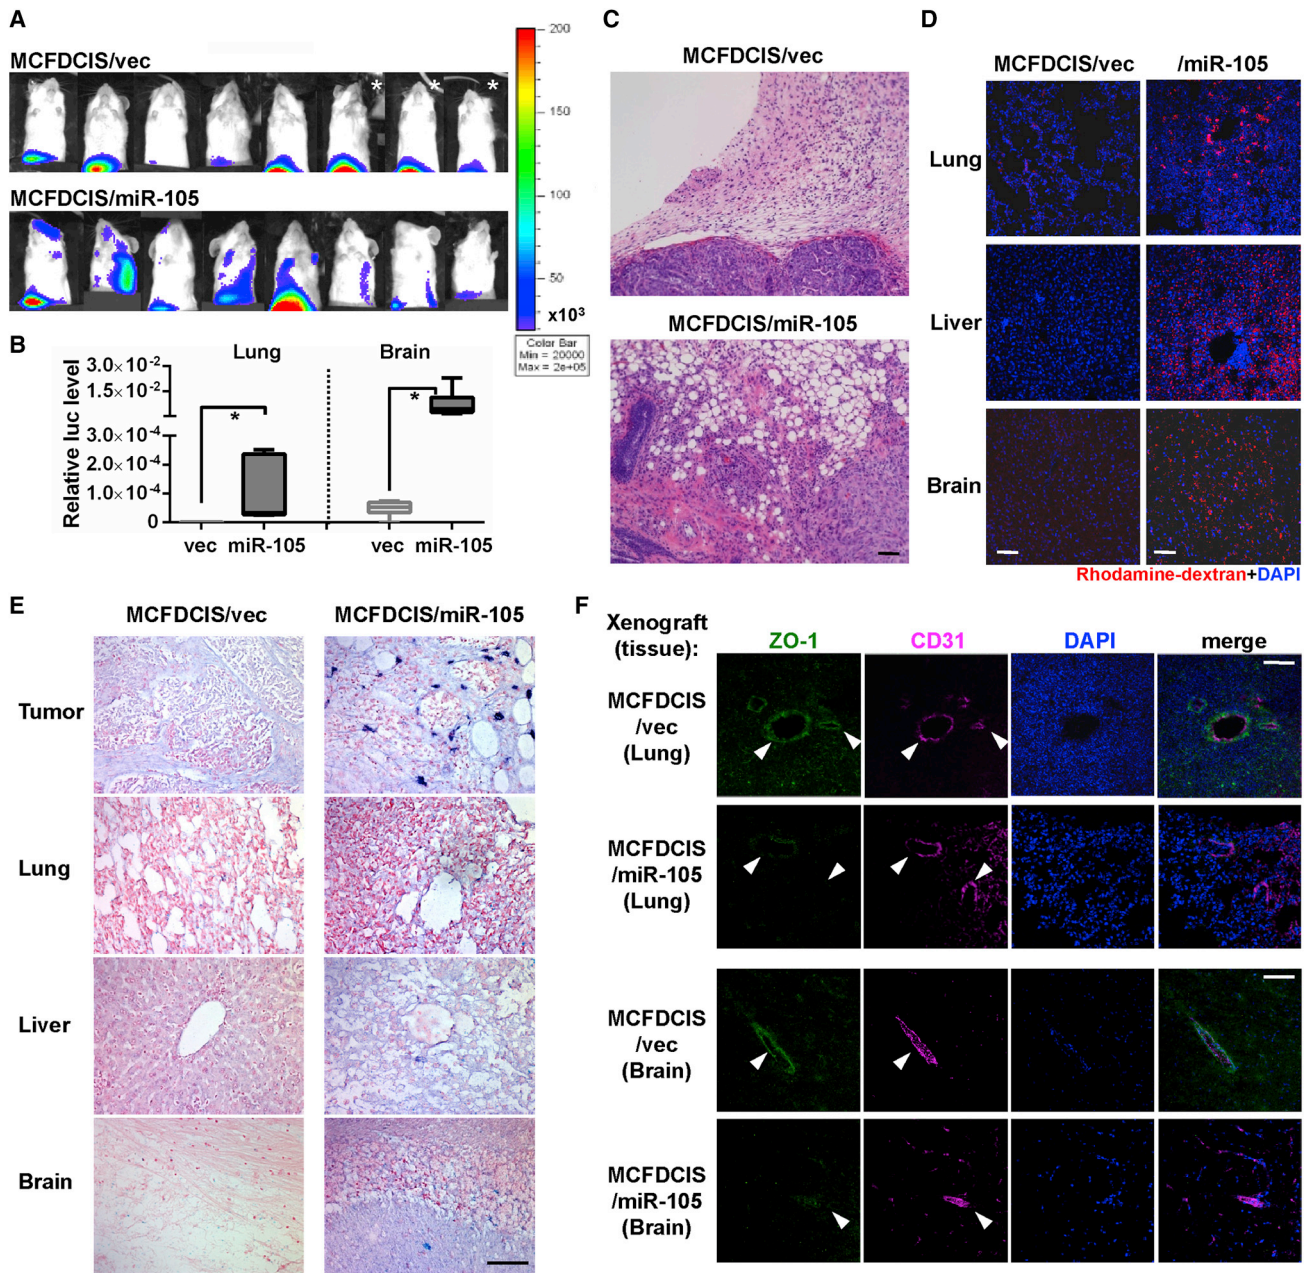 A
MCFDCIS/vec
* * *
MCFDCIS/miR-105
200
150
100
50
x10³
Color Bar
Min = 20000
Max = 2e+05
B
Lung Brain
Relative luc level
3.0×10⁻²
1.5×10⁻²
3.0×10⁻⁴
2.0×10⁻⁴
1.0×10⁻⁴
0
* *
vec miR-105 vec miR-105
C
MCFDCIS/vec
MCFDCIS/miR-105
D
MCFDCIS/vec /miR-105
Lung
Liver
Brain
Rhodamine-dextran+DAPI
E
MCFDCIS/vec MCFDCIS/miR-105
Tumor
Lung
Liver
Brain
F
Xenograft
(tissue):
ZO-1 CD31 DAPI merge
MCFDCIS
/vec
(Lung)
MCFDCIS
/miR-105
(Lung)
MCFDCIS
/vec
(Brain)
MCFDCIS
/miR-105
(Brain)